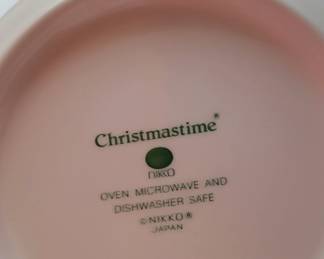 Christmastime®
nikko
OVEN MICROWAVE AND
DISHWASHER SAFE
©NIKKO®
JAPAN